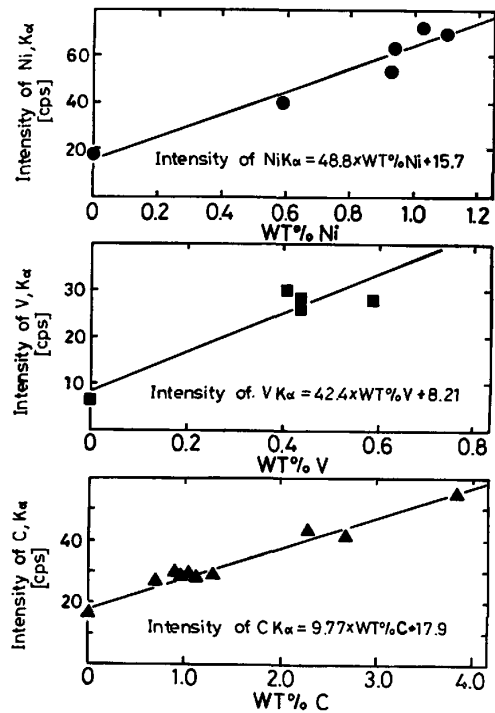 Intensity of Ni,Kα
[cps]
60
40
20
Intensity of NiKα=48.8×WT%Ni+15.7
0 0.2 0.4 0.6 0.8 1.0 1.2
WT% Ni
Intensity of V,Kα
[cps]
30
20
10
Intensity of. VKα=42.4×WT%V+8.21
0 0.2 0.4 0.6 0.8
WT% V
Intensity of C,Kα
[cps]
40
20
0
Intensity of CKα=9.77×WT%C+17.9
0 1.0 2.0 3.0 4.0
WT% C